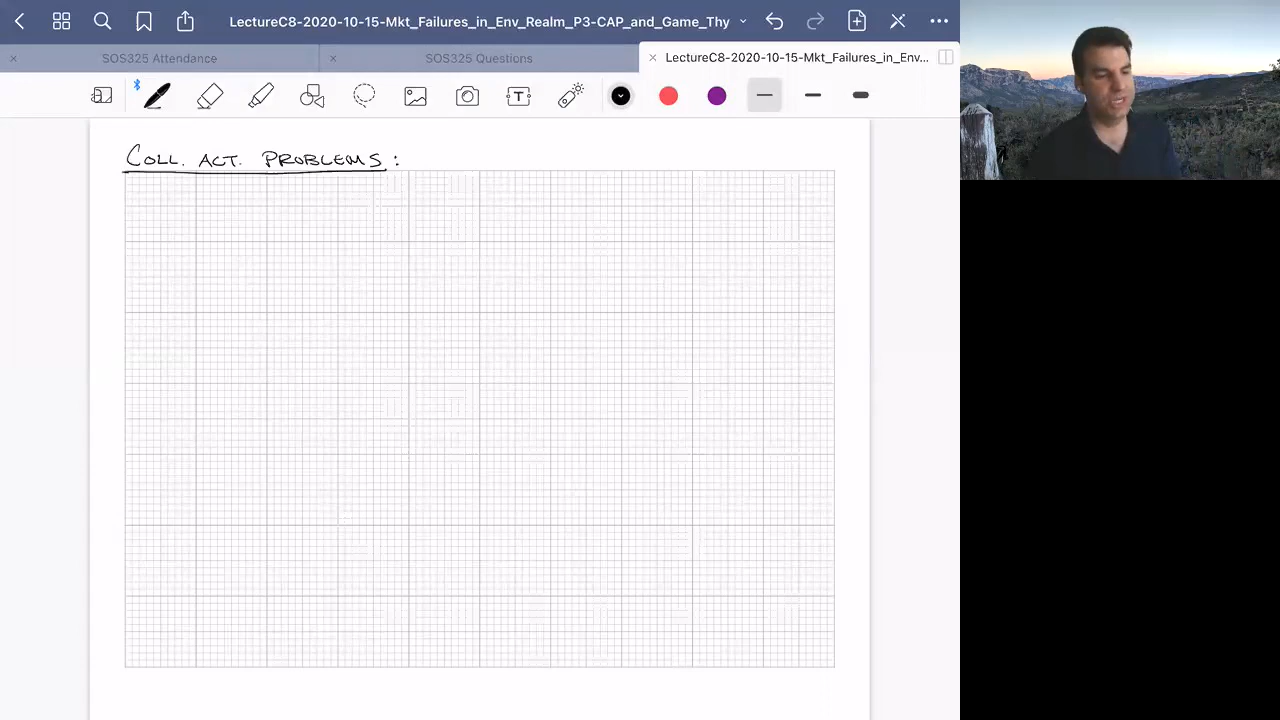 LectureC8-2020-10-15-Mkt_Failures_in_Env_Realm_P3-CAP_and_Game_Thy
SOS325 Attendance
SOS325 Questions
LectureC8-2020-10-15-Mkt_Failures_in_Env...
T
COLL. ACT. PROBLEMS: